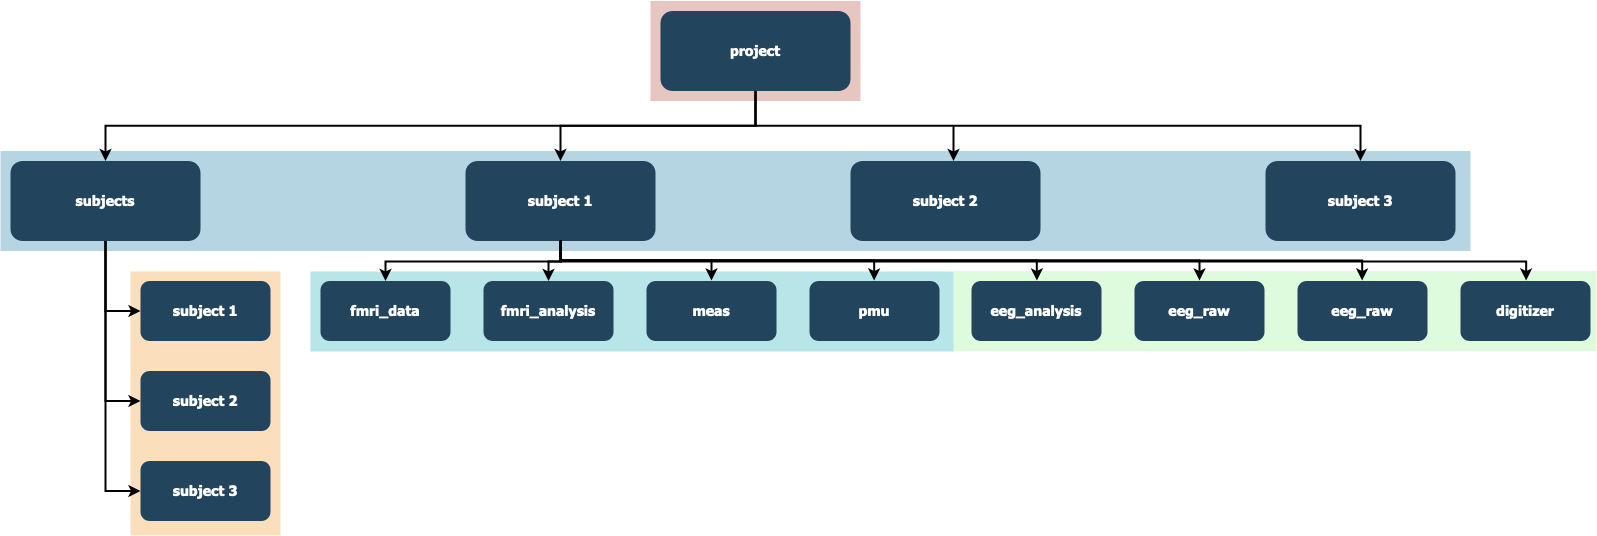 project
subjects
subject 1
subject 2
subject 3
fmri_data
fmri_analysis
meas
pmu
eeg_analysis
eeg_raw
eeg_raw
digitizer
subject 1
subject 2
subject 3